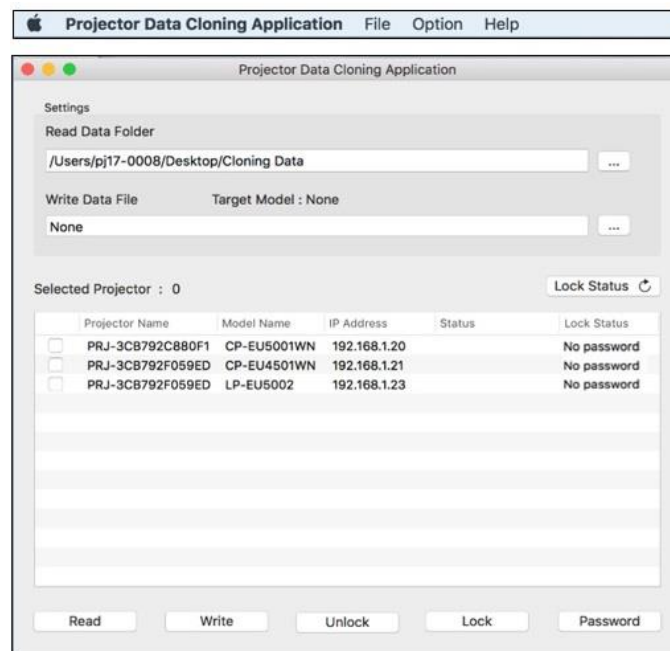 Projector Data Cloning Application File Option Help
Projector Data Cloning Application
Settings
Read Data Folder
/Users/pj17-0008/Desktop/Cloning Data
...
Write Data File Target Model : None
None
...
Selected Projector : 0 Lock Status
Projector Name Model Name IP Address Status Lock Status
PRJ-3CB792C880F1 CP-EU5001WN 192.168.1.20 No password
PRJ-3CB792F059ED CP-EU4501WN 192.168.1.21 No password
PRJ-3CB792F059ED LP-EU5002 192.168.1.23 No password
Read Write Unlock Lock Password